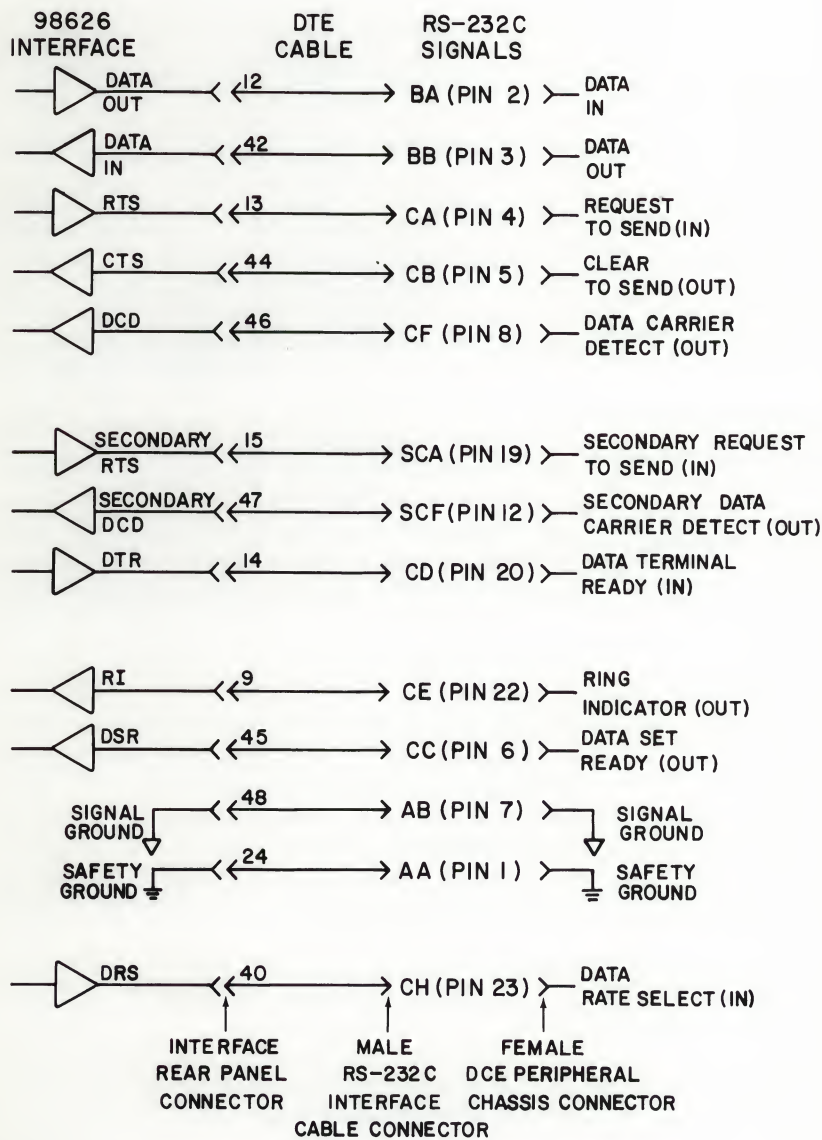 98626 INTERFACE
DTE CABLE
RS-232C SIGNALS
DATA OUT 12 BA (PIN 2) DATA IN
DATA IN 42 BB (PIN 3) DATA OUT
RTS 13 CA (PIN 4) REQUEST TO SEND (IN)
CTS 44 CB (PIN 5) CLEAR TO SEND (OUT)
DCD 46 CF (PIN 8) DATA CARRIER DETECT (OUT)
SECONDARY RTS 15 SCA (PIN 19) SECONDARY REQUEST TO SEND (IN)
SECONDARY DCD 47 SCF (PIN 12) SECONDARY DATA CARRIER DETECT (OUT)
DTR 14 CD (PIN 20) DATA TERMINAL READY (IN)
RI 9 CE (PIN 22) RING INDICATOR (OUT)
DSR 45 CC (PIN 6) DATA SET READY (OUT)
SIGNAL GROUND 48 AB (PIN 7) SIGNAL GROUND
SAFETY GROUND 24 AA (PIN 1) SAFETY GROUND
DRS 40 CH (PIN 23) DATA RATE SELECT (IN)
INTERFACE REAR PANEL CONNECTOR
MALE RS-232C INTERFACE CABLE CONNECTOR
FEMALE DCE PERIPHERAL CHASSIS CONNECTOR